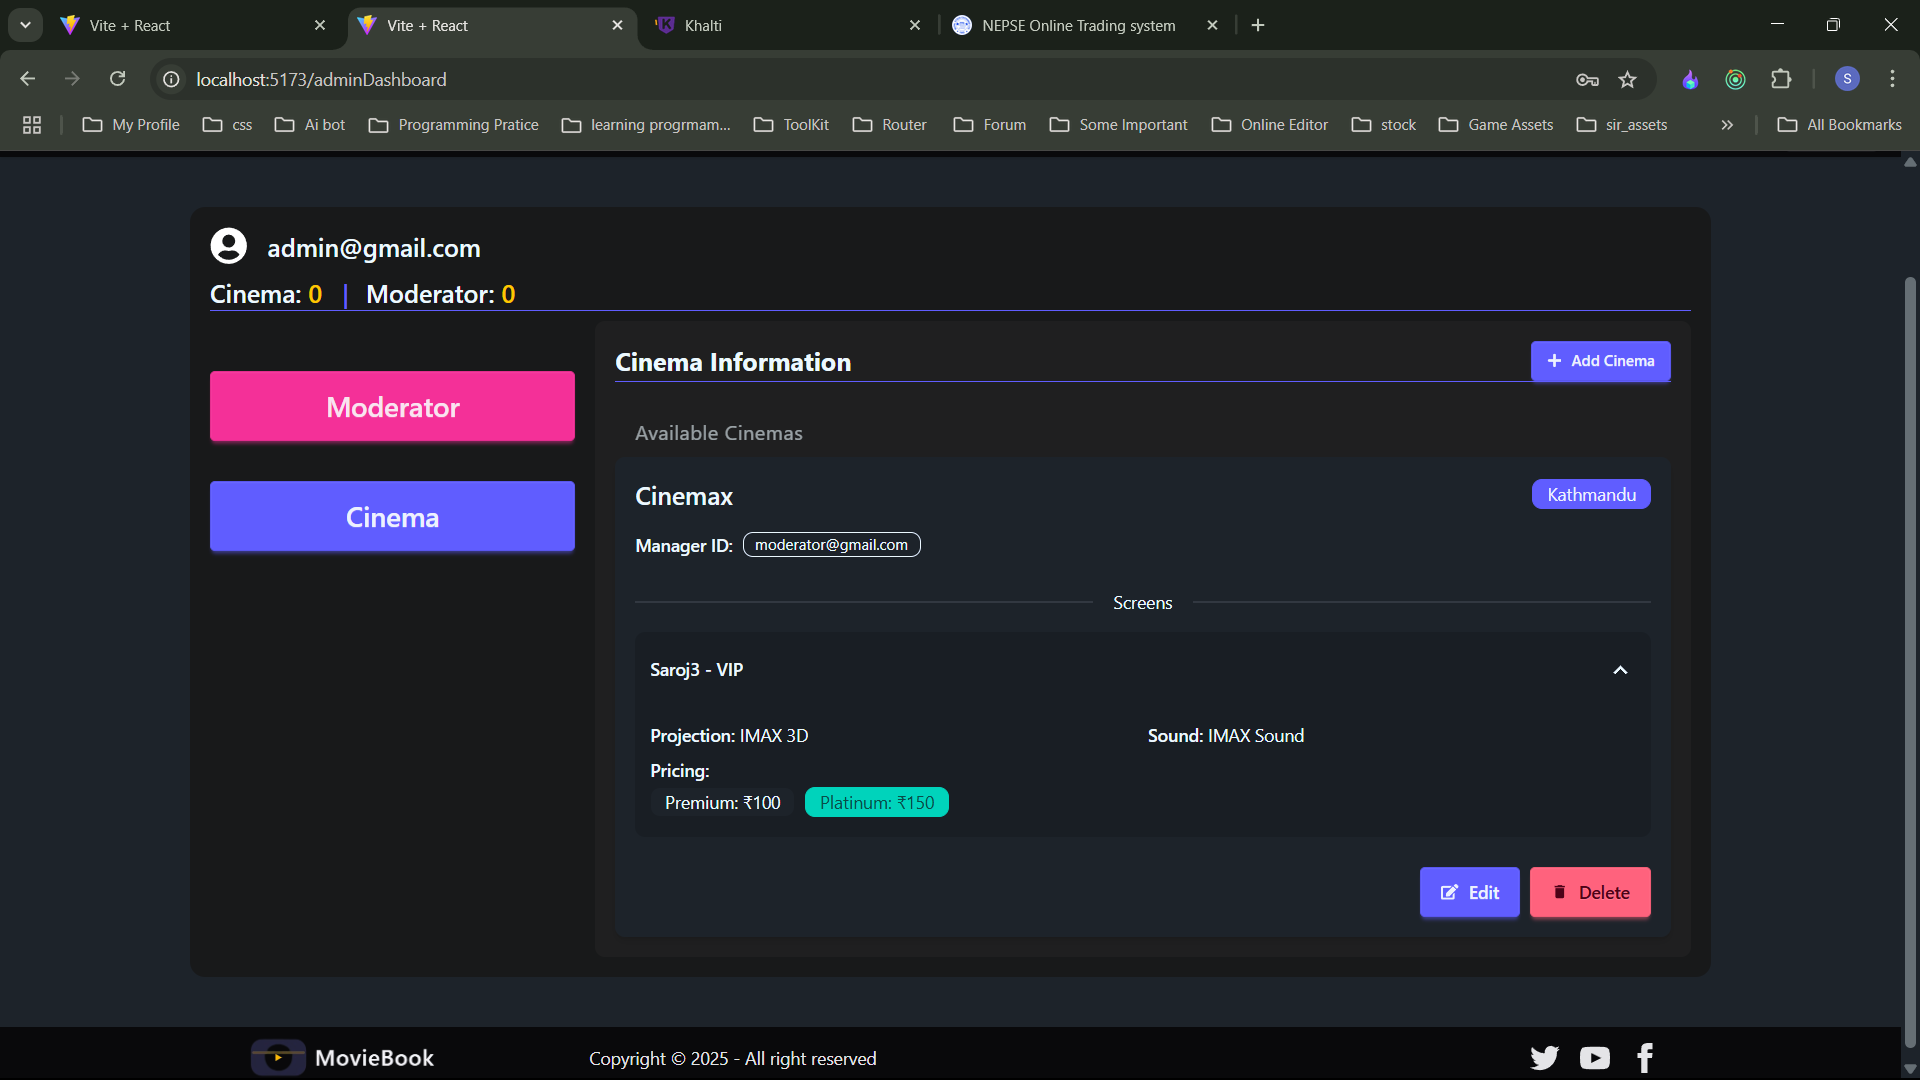 Vite + React
Vite + React
Khalti
NEPSE Online Trading system
localhost:5173/adminDashboard
S
My Profile
css
Ai bot
Programming Pratice
learning progrmam...
ToolKit
Router
Forum
Some Important
Online Editor
stock
Game Assets
sir_assets
All Bookmarks
admin@gmail.com
Cinema: 0 | Moderator: 0
Moderator
Cinema
Cinema Information
Add Cinema
Available Cinemas
Cinemax
Kathmandu
Manager ID: moderator@gmail.com
Screens
Saroj3 - VIP
Projection: IMAX 3D
Sound: IMAX Sound
Pricing:
Premium: ₹100
Platinum: ₹150
Edit
Delete
MovieBook
Copyright © 2025 - All right reserved